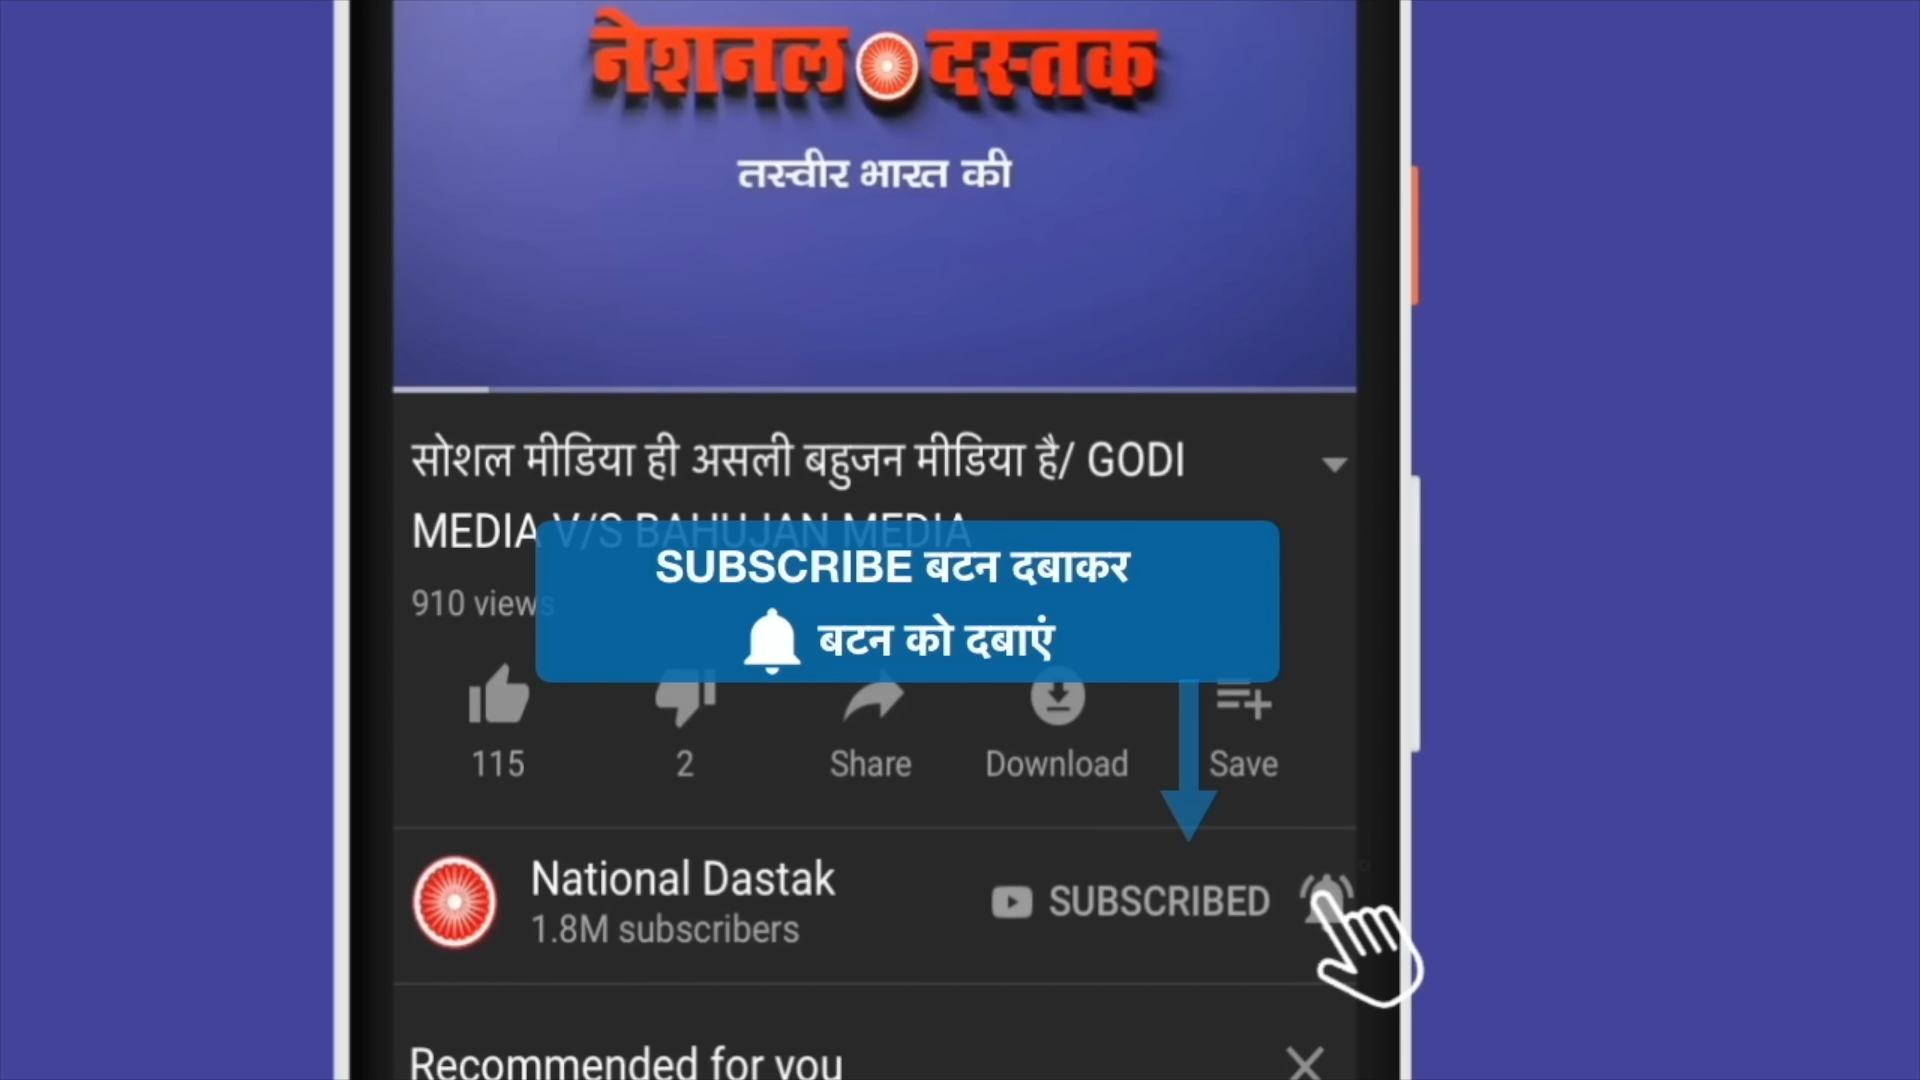 नेशनल दस्तक
तस्वीर भारत की
सोशल मीडिया ही असली बहुजन मीडिया है/ GODI
MEDIA V/S BAHUJAN MEDIA
SUBSCRIBE बटन दबाकर
910 views
बटन को दबाएं
115
2
Share
Download
Save
National Dastak
SUBSCRIBED
1.8M subscribers
Recommended for you